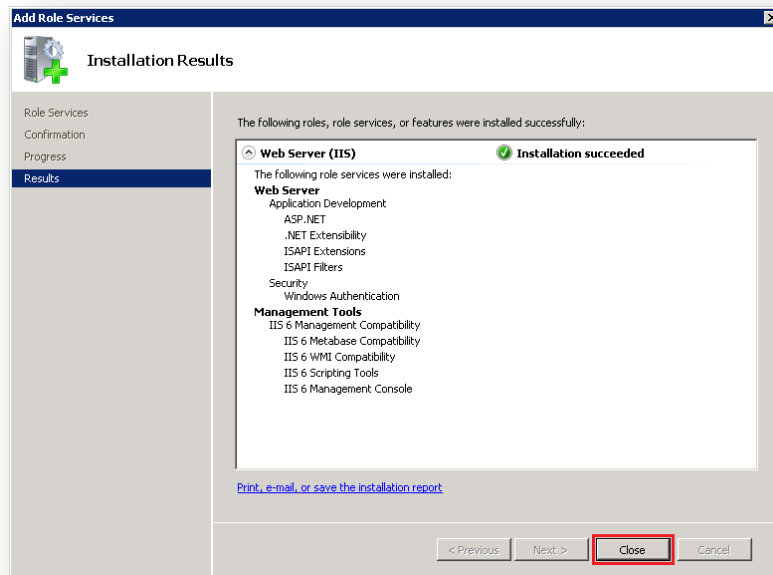 Add Role Services
Installation Results
Role Services
Confirmation
Progress
Results
The following roles, role services, or features were installed successfully:
Web Server (IIS) Installation succeeded
The following role services were installed:
Web Server
Application Development
ASP.NET
.NET Extensibility
ISAPI Extensions
ISAPI Filters
Security
Windows Authentication
Management Tools
IIS 6 Management Compatibility
IIS 6 Metabase Compatibility
IIS 6 WMI Compatibility
IIS 6 Scripting Tools
IIS 6 Management Console
Print, e-mail, or save the installation report
< Previous Next > Close Cancel